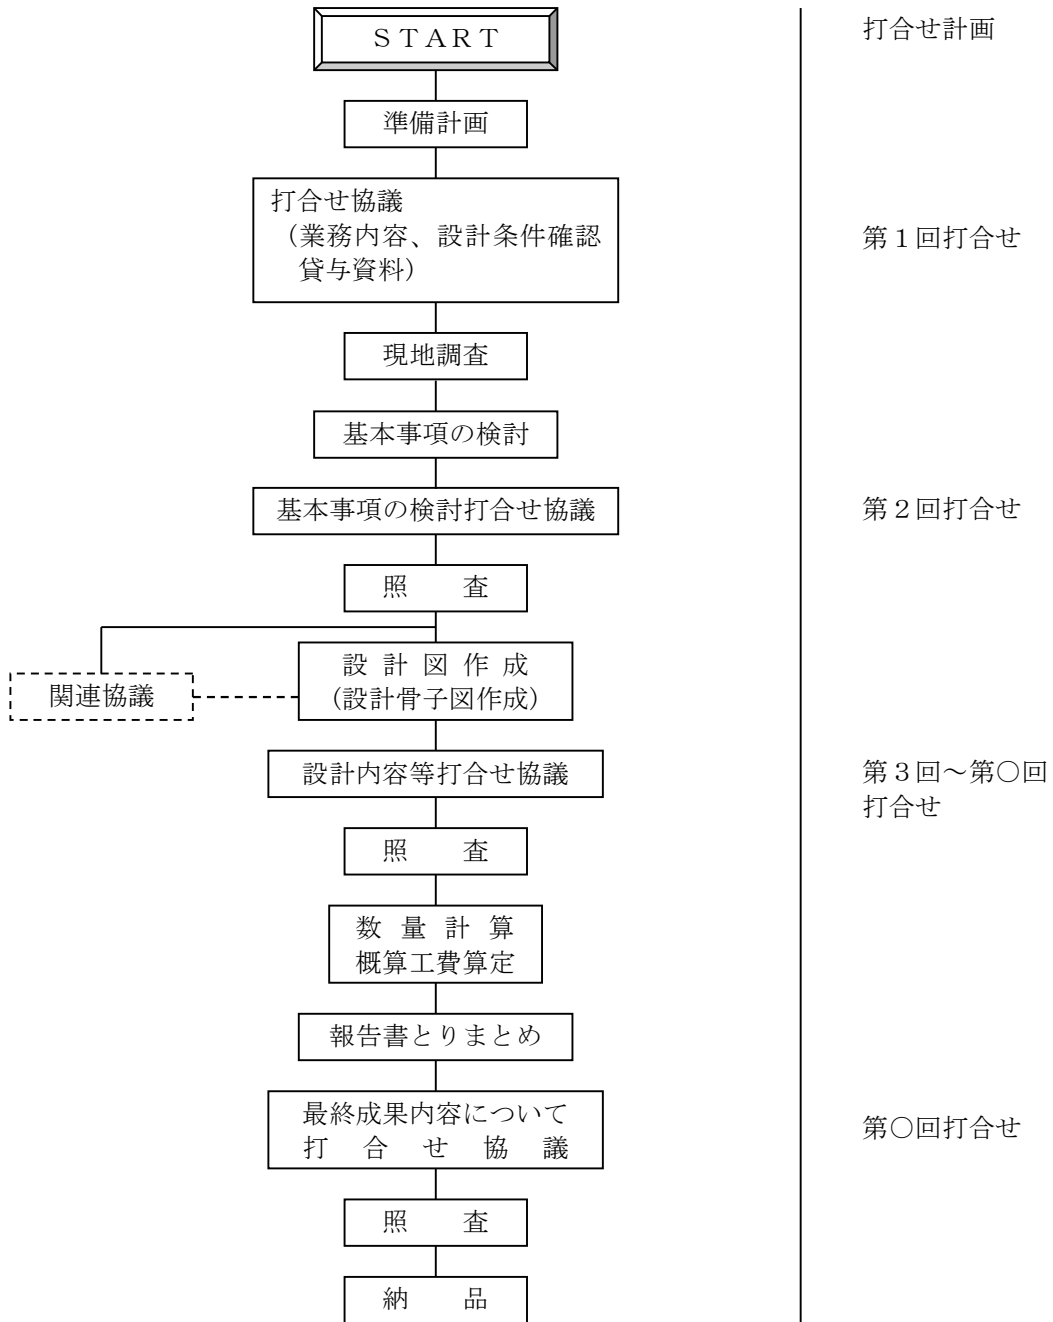 START
打合せ計画
準備計画
打合せ協議
(業務内容、設計条件確認
貸与資料)
第1回打合せ
現地調査
基本事項の検討
基本事項の検討打合せ協議
第2回打合せ
照　　査
設計図作成
(設計骨子図作成)
関連協議
設計内容等打合せ協議
第3回～第○回
打合せ
照　　査
数量計算
概算工費算定
報告書とりまとめ
最終成果内容について
打合せ協議
第○回打合せ
照　　査
納　　品